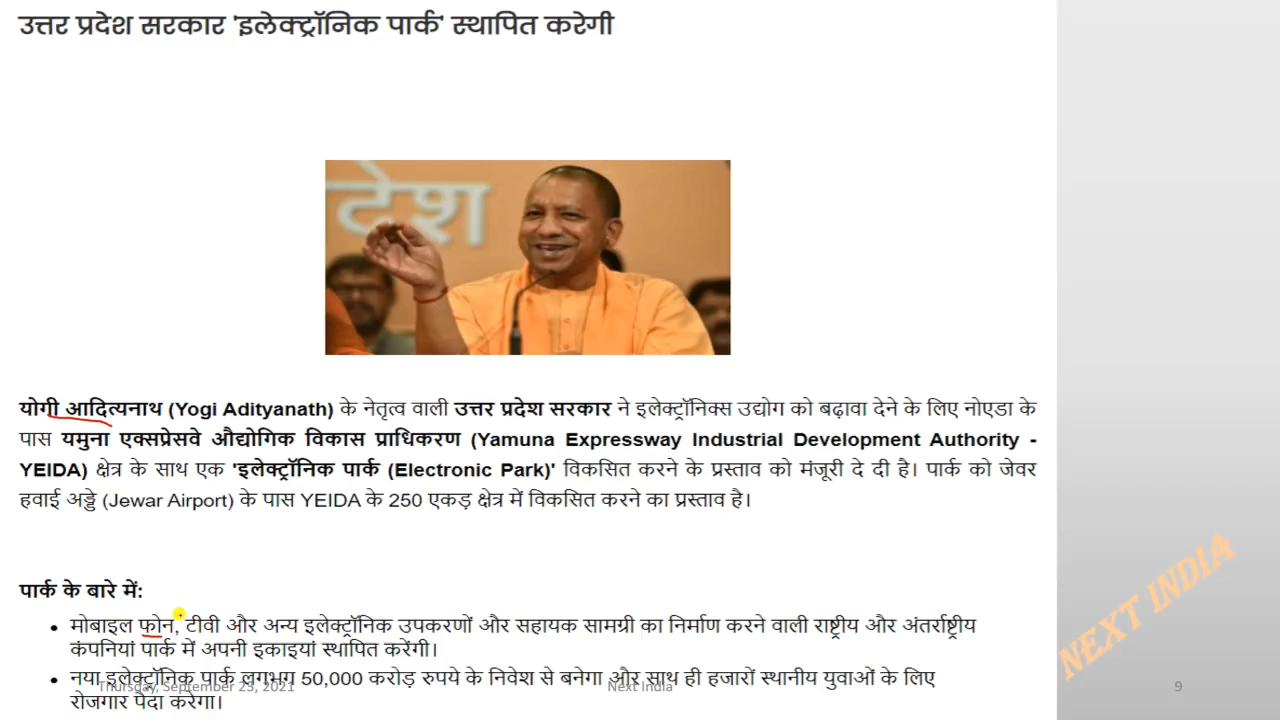 उत्तर प्रदेश सरकार 'इलेक्ट्रॉनिक पार्क' स्थापित करेगी
देश
योगी आदित्यनाथ (Yogi Adityanath) के नेतृत्व वाली उत्तर प्रदेश सरकार ने इलेक्ट्रॉनिक्स उद्योग को बढ़ावा देने के लिए नोएडा के
पास यमुना एक्सप्रेसवे औद्योगिक विकास प्राधिकरण (Yamuna Expressway Industrial Development Authority -
YEIDA) क्षेत्र के साथ एक 'इलेक्ट्रॉनिक पार्क (Electronic Park)' विकसित करने के प्रस्ताव को मंजूरी दे दी है। पार्क को जेवर
हवाई अड्डे (Jewar Airport) के पास YEIDA के 250 एकड़ क्षेत्र में विकसित करने का प्रस्ताव है।
पार्क के बारे में:
मोबाइल फोन, टीवी और अन्य इलेक्ट्रॉनिक उपकरणों और सहायक सामग्री का निर्माण करने वाली राष्ट्रीय और अंतर्राष्ट्रीय
कंपनियां पार्क में अपनी इकाइयां स्थापित करेंगी।
नया इलेक्ट्रॉनिक पार्क लगभग 50,000 करोड़ रुपये के निवेश से बनेगा और साथ ही हजारों स्थानीय युवाओं के लिए
रोजगार पैदा करेगा।
Thursday, September 23, 2021
Next India
9
NEXT INDIA